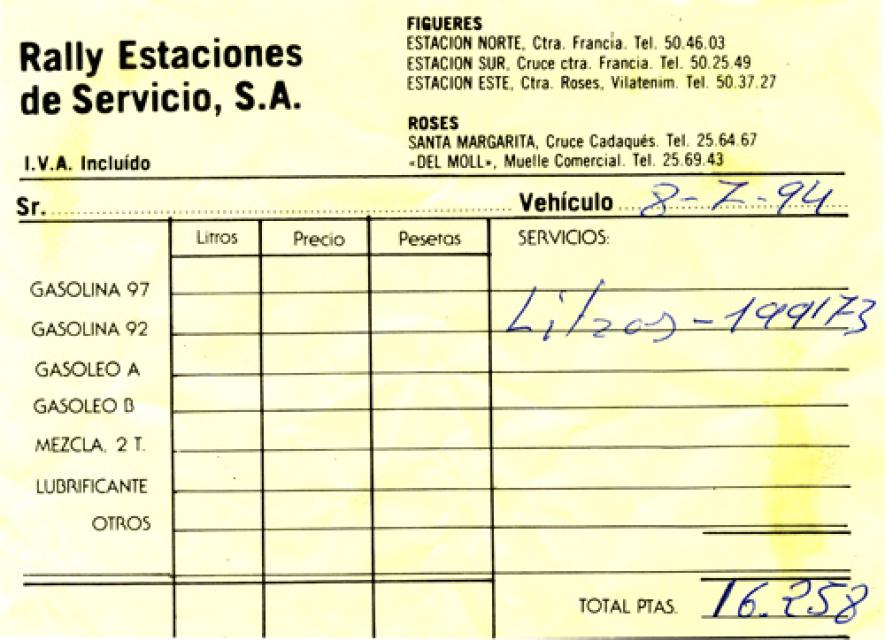 Rally Estaciones
de Servicio, S.A.
I.V.A. Incluído
FIGUERES
ESTACION NORTE, Ctra. Francia. Tel. 50.46.03
ESTACION SUR, Cruce ctra. Francia. Tel. 50.25.49
ESTACION ESTE, Ctra. Roses, Vilatenim. Tel. 50.37.27
ROSES
SANTA MARGARITA, Cruce Cadaqués. Tel. 25.64.67
«DEL MOLL», Muelle Comercial. Tel. 25.69.43
Sr. Vehículo 8-7-94
Litros Precio Pesetas SERVICIOS:
GASOLINA 97
GASOLINA 92 Litros - 199'73
GASOLEO A
GASOLEO B
MEZCLA. 2 T.
LUBRIFICANTE
OTROS
TOTAL PTAS. 16.258